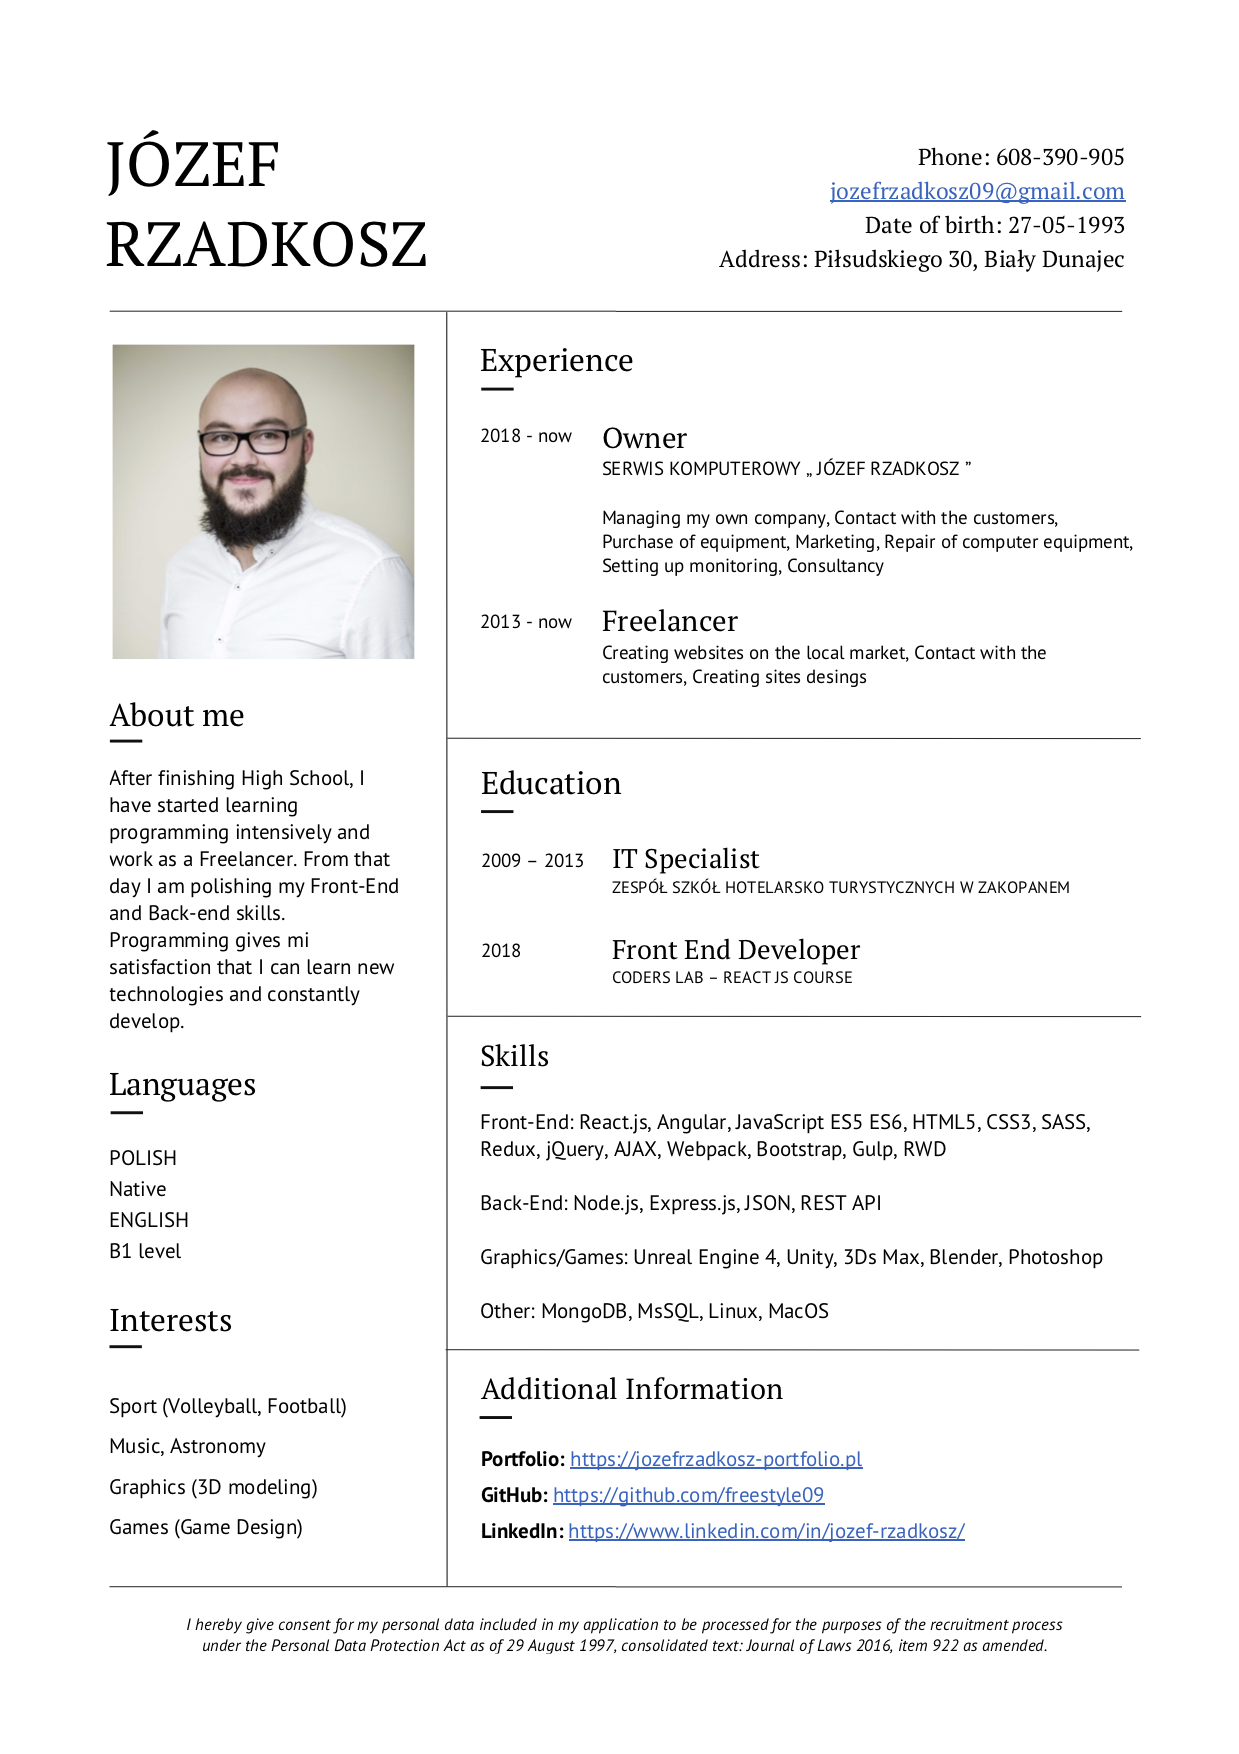 JÓZEF
RZADKOSZ
Phone: 608-390-905
jozefrzadkosz09@gmail.com
Date of birth: 27-05-1993
Address: Piłsudskiego 30, Biały Dunajec
About me
After finishing High School, I
have started learning
programming intensively and
work as a Freelancer. From that
day I am polishing my Front-End
and Back-end skills.
Programming gives mi
satisfaction that I can learn new
technologies and constantly
develop.
Languages
POLISH
Native
ENGLISH
B1 level
Interests
Sport (Volleyball, Football)
Music, Astronomy
Graphics (3D modeling)
Games (Game Design)
Experience
2018 - now Owner
SERWIS KOMPUTEROWY „ JÓZEF RZADKOSZ ”
Managing my own company, Contact with the customers,
Purchase of equipment, Marketing, Repair of computer equipment,
Setting up monitoring, Consultancy
2013 - now Freelancer
Creating websites on the local market, Contact with the
customers, Creating sites desings
Education
2009 – 2013 IT Specialist
ZESPÓŁ SZKÓŁ HOTELARSKO TURYSTYCZNYCH W ZAKOPANEM
2018 Front End Developer
CODERS LAB – REACT JS COURSE
Skills
Front-End: React.js, Angular, JavaScript ES5 ES6, HTML5, CSS3, SASS,
Redux, jQuery, AJAX, Webpack, Bootstrap, Gulp, RWD
Back-End: Node.js, Express.js, JSON, REST API
Graphics/Games: Unreal Engine 4, Unity, 3Ds Max, Blender, Photoshop
Other: MongoDB, MsSQL, Linux, MacOS
Additional Information
Portfolio: https://jozefrzadkosz-portfolio.pl
GitHub: https://github.com/freestyle09
LinkedIn: https://www.linkedin.com/in/jozef-rzadkosz/
I hereby give consent for my personal data included in my application to be processed for the purposes of the recruitment process
under the Personal Data Protection Act as of 29 August 1997, consolidated text: Journal of Laws 2016, item 922 as amended.